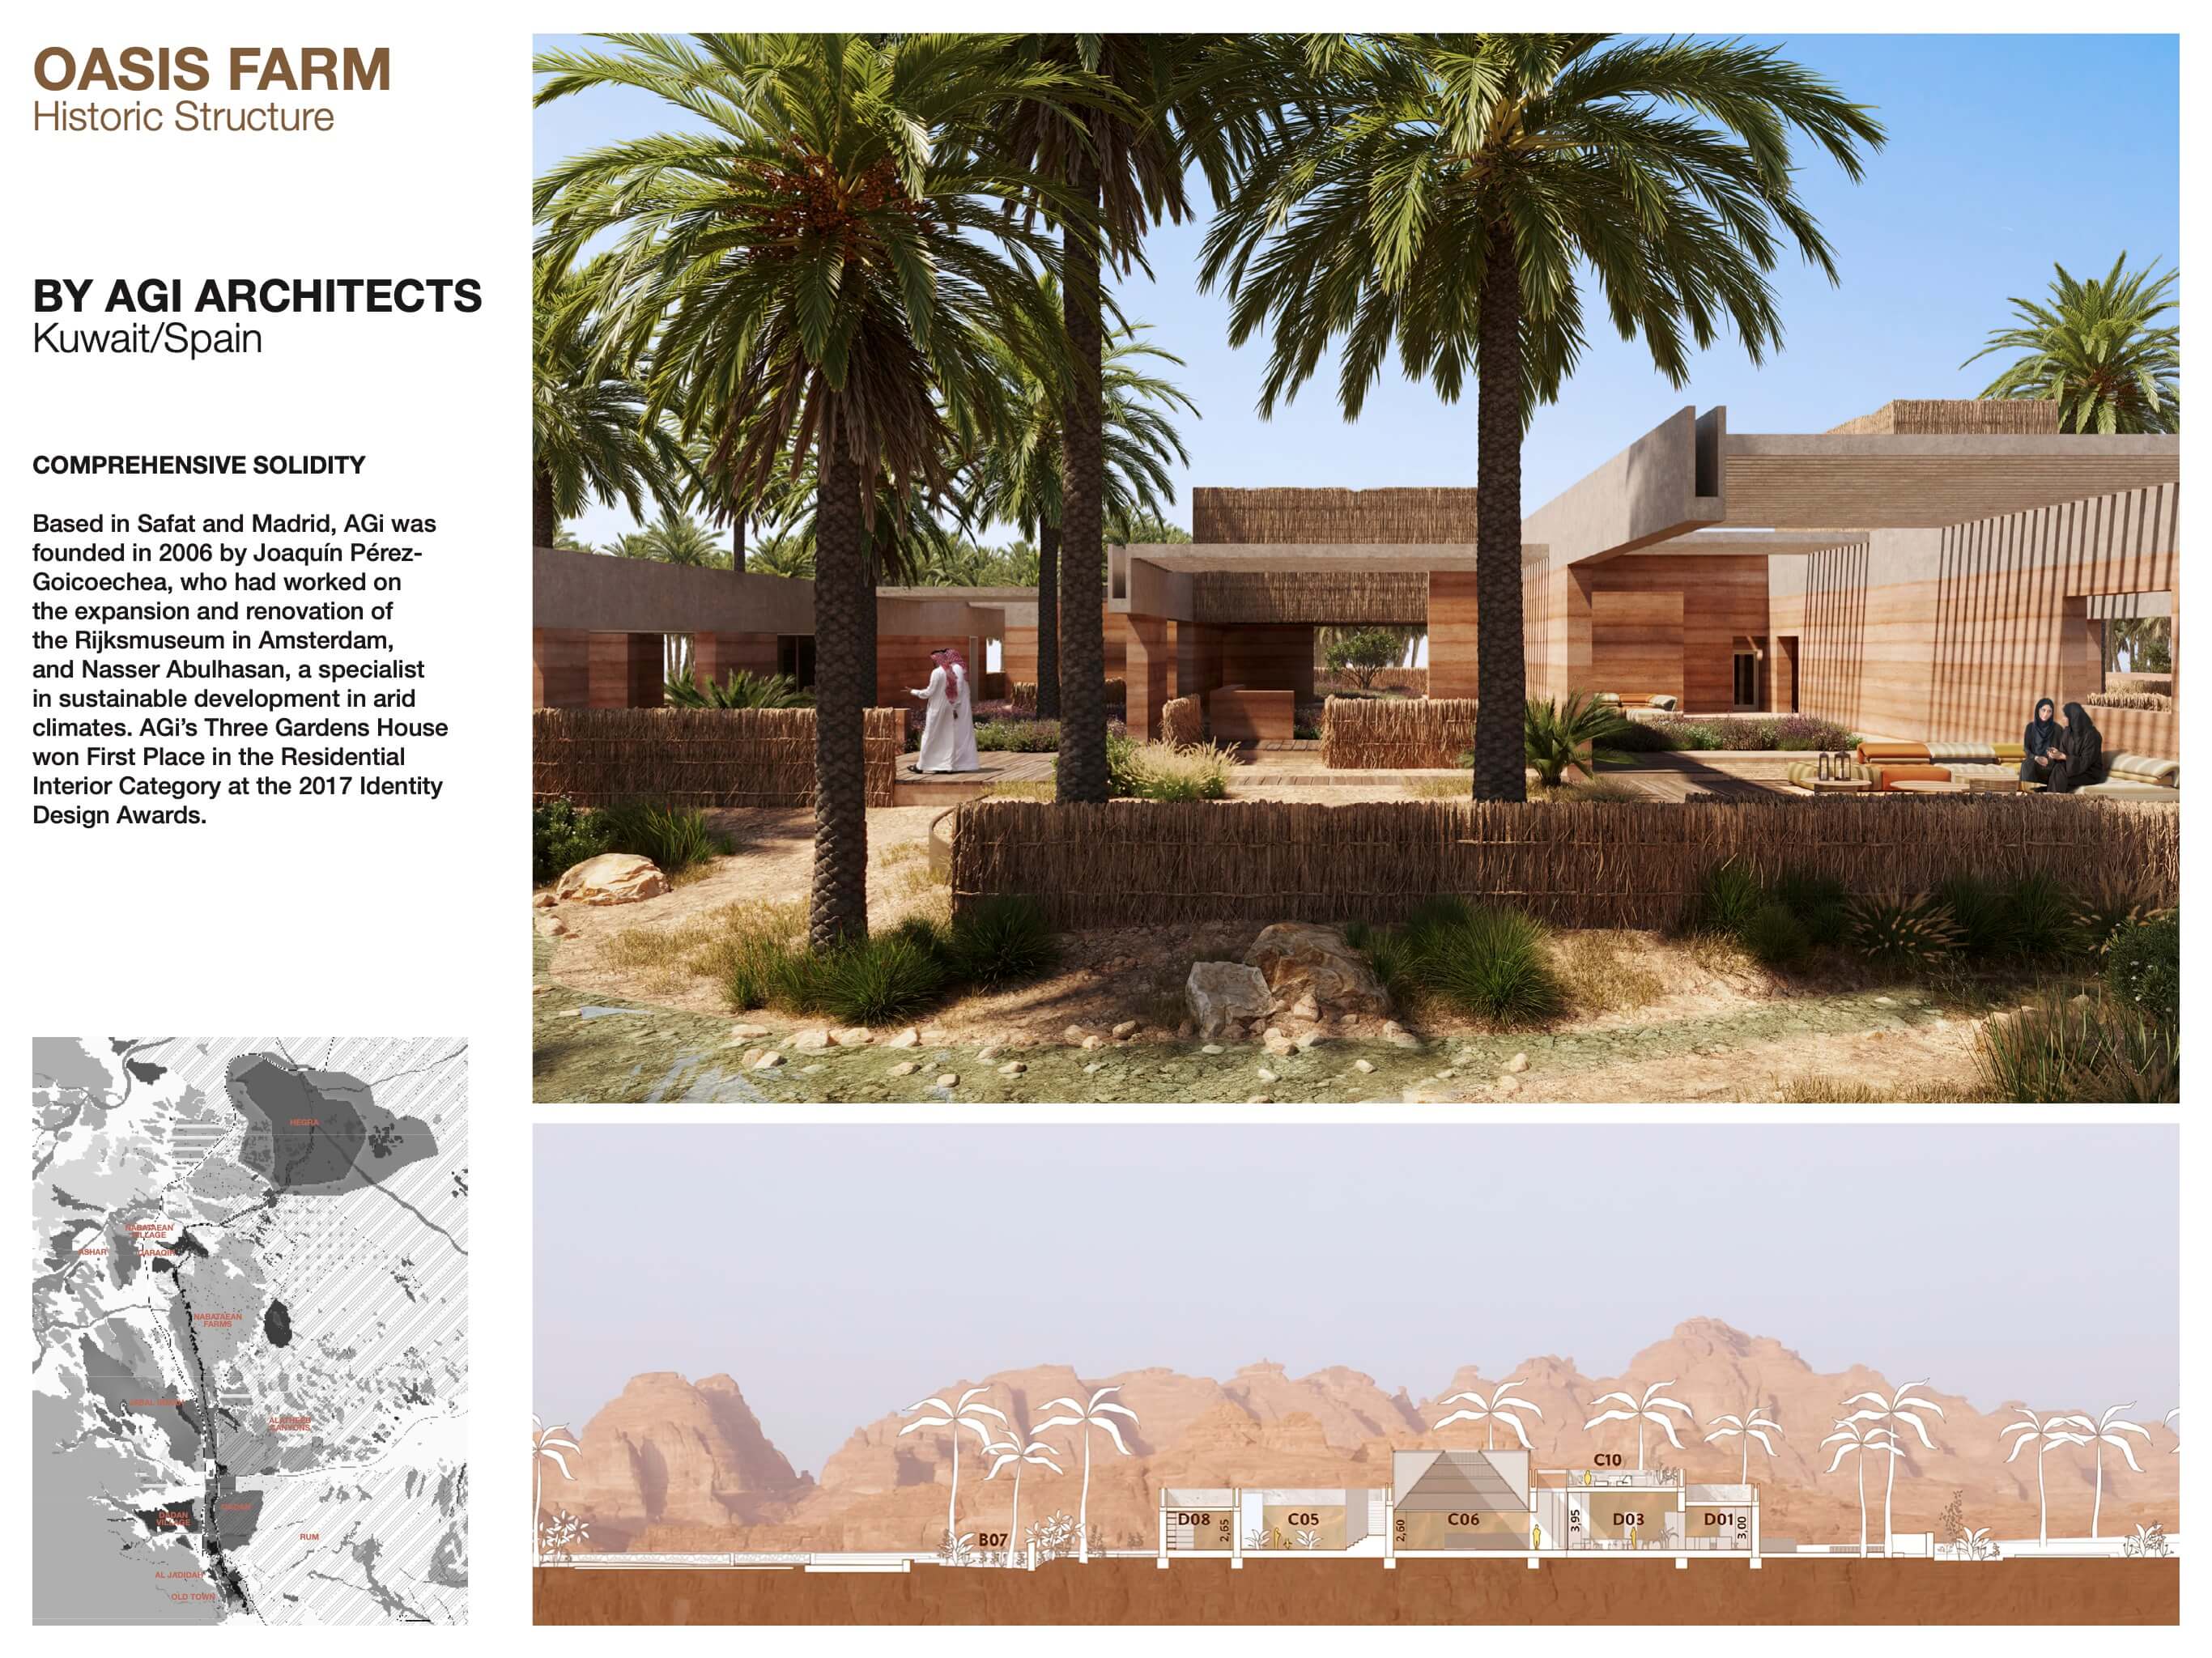 OASIS FARM
Historic Structure
BY AGI ARCHITECTS
Kuwait/Spain
COMPREHENSIVE SOLIDITY
Based in Safat and Madrid, AGi was
founded in 2006 by Joaquín Pérez-
Goicoechea, who had worked on
the expansion and renovation of
the Rijksmuseum in Amsterdam,
and Nasser Abulhasan, a specialist
in sustainable development in arid
climates. AGi’s Three Gardens House
won First Place in the Residential
Interior Category at the 2017 Identity
Design Awards.
HEGRA
NABATAEAN
VILLAGE
ASHAR
QARAQIR
NABATAEAN
FARMS
CANYONS
DADAN
DADAN
VILLAGE
RUM
AL JADIDAH
OLD TOWN
B07
D08
2,65
C05
2,60
C06
C10
3,95
D03
D01
3,00